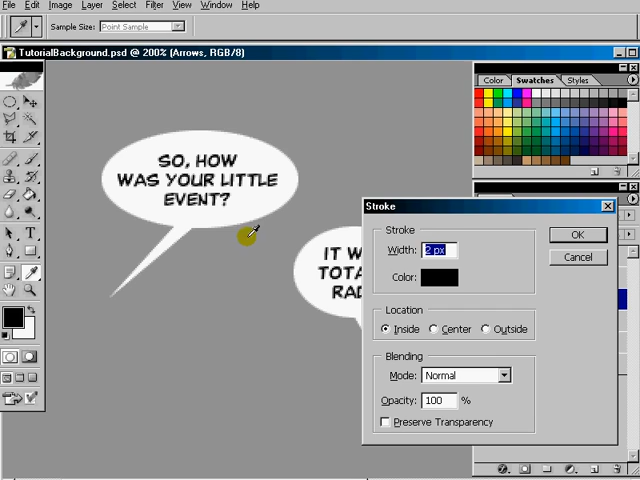 File Edit Image Layer Select Filter View Window Help
Sample Size: Point Sample
TutorialBackground.psd @ 200% (Arrows, RGB/8)
Color Swatches Styles
SO, HOW
WAS YOUR LITTLE
EVENT?
Stroke
Stroke
Width: 2 px
OK
Color:
Cancel
Location
Inside Center Outside
Blending
Mode: Normal
Opacity: 100 %
Preserve Transparency
IT W
TOTA
RAD
T